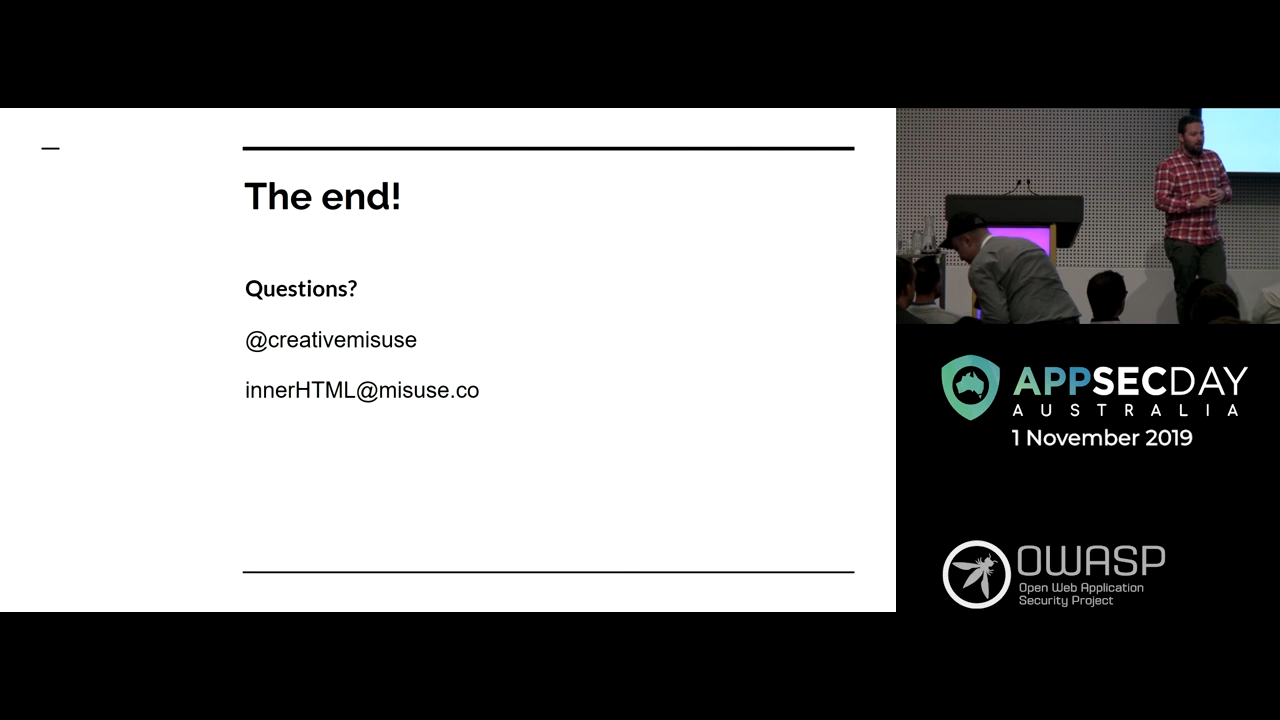 The end!
Questions?
@creativemisuse
innerHTML@misuse.co
APPSECDAY
AUSTRALIA
1 November 2019
OWASP
Open Web Application
Security Project